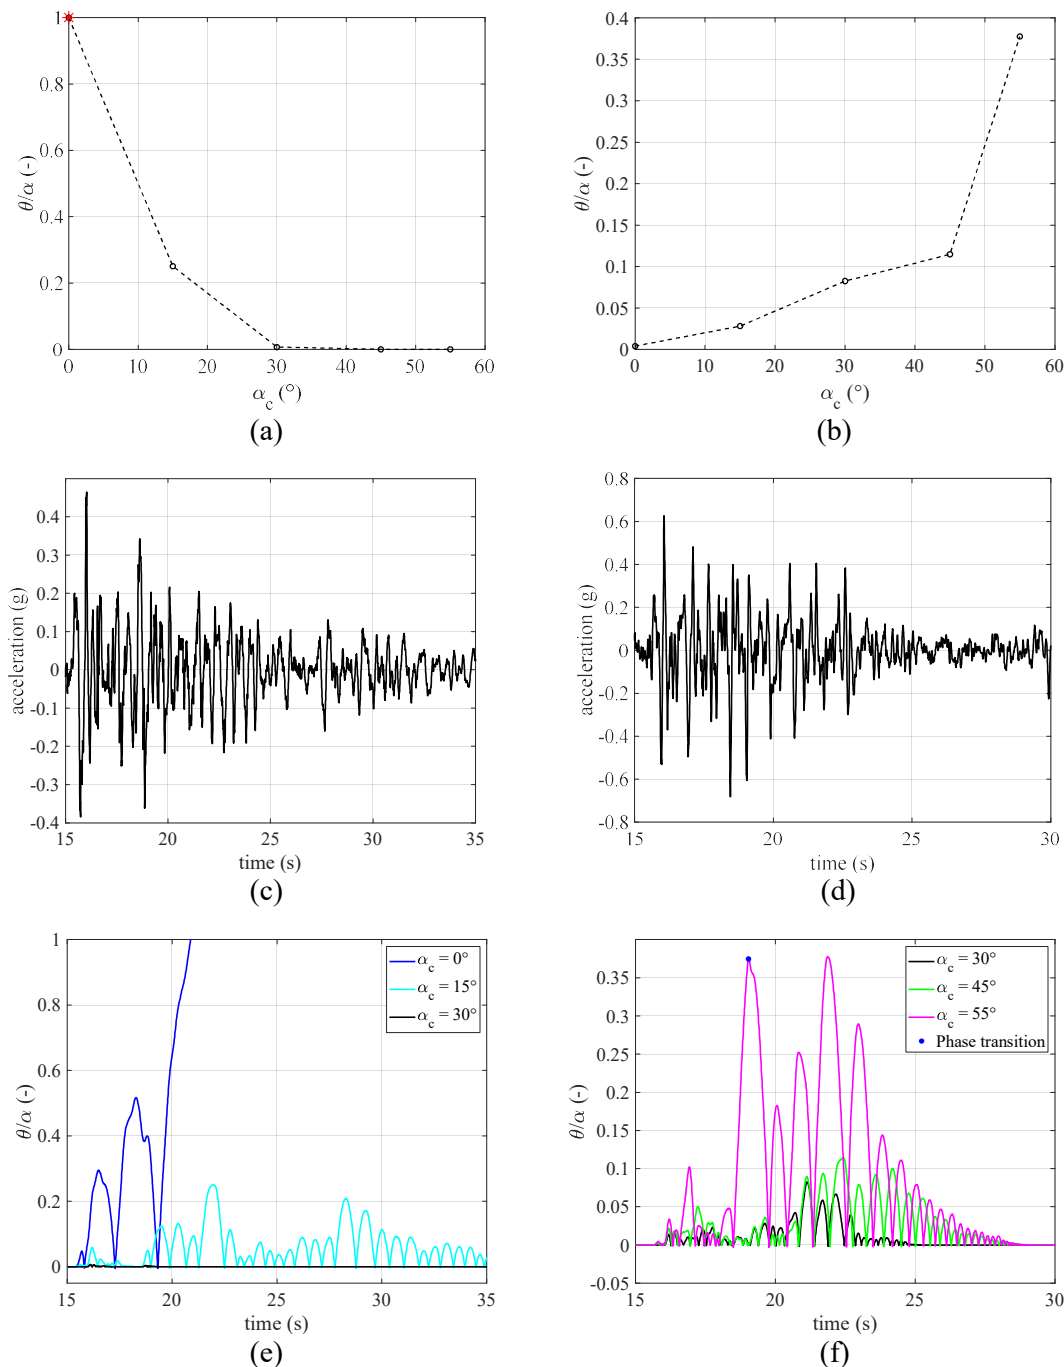 1
0.8
0.6
0.4
0.2
0
θ/α (-)
0 10 20 30 40 50 60
α_c (°)
(a)
0.4
0.35
0.3
0.25
0.2
0.15
0.1
0.05
0
θ/α (-)
0 10 20 30 40 50 60
α_c (°)
(b)
0.4
0.3
0.2
0.1
0
-0.1
-0.2
-0.3
-0.4
acceleration (g)
15 20 25 30 35
time (s)
(c)
0.8
0.6
0.4
0.2
0
-0.2
-0.4
-0.6
-0.8
acceleration (g)
15 20 25 30
time (s)
(d)
1
0.8
0.6
0.4
0.2
0
θ/α (-)
α_c = 0°
α_c = 15°
α_c = 30°
15 20 25 30 35
time (s)
(e)
0.35
0.3
0.25
0.2
0.15
0.1
0.05
0
-0.05
θ/α (-)
α_c = 30°
α_c = 45°
α_c = 55°
Phase transition
15 20 25 30
time (s)
(f)